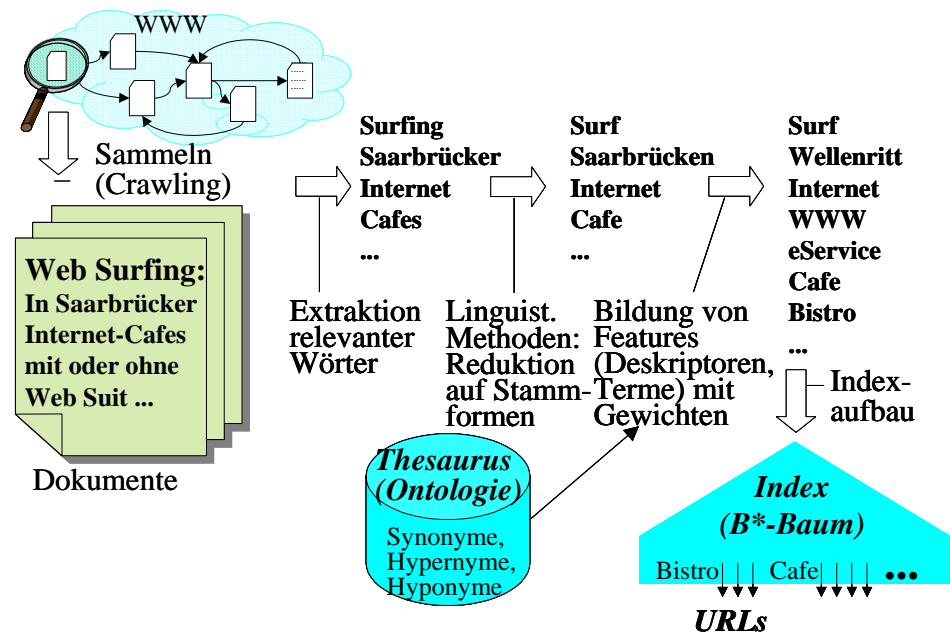 WWW
Sammeln
(Crawling)
Web Surfing:
In Saarbrücker
Internet-Cafes
mit oder ohne
Web Suit ...
Dokumente
Surfing
Saarbrücker
Internet
Cafes
...
Extraktion
relevanter
Wörter
Surf
Saarbrücken
Internet
Cafe
...
Linguist.
Methoden:
Reduktion
auf Stamm-
formen
Surf
Wellenritt
Internet
WWW
eService
Cafe
Bistro
...
Bildung von
Features
(Deskriptoren,
Terme) mit
Gewichten
Thesaurus
(Ontologie)
Synonyme,
Hypernyme,
Hyponyme
Index-
aufbau
Index
(B*-Baum)
Bistro Cafe ...
URLs